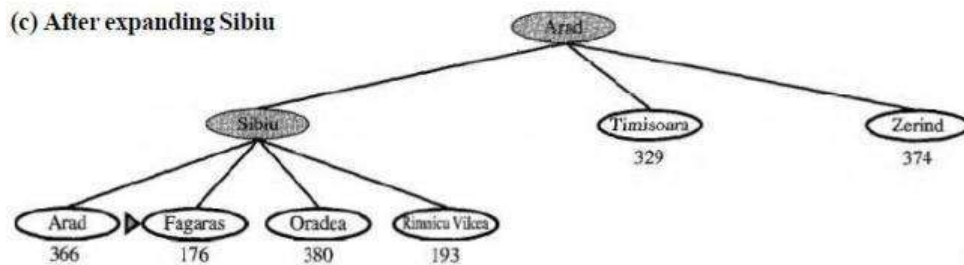 (c) After expanding Sibiu
Arad
Sibiu
Timisoara
Zerind
329
374
Arad
Fagaras
Oradea
Rimnicu Vilcea
366
176
380
193